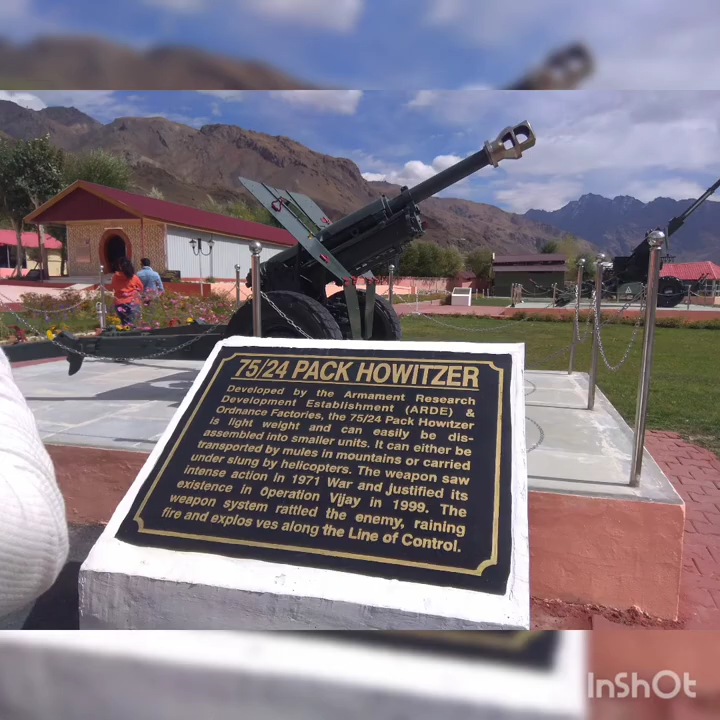 75/24 PACK HOWITZER
Developed by the Armament Research
Development Establishment (ARDE) &
Ordnance Factories, the 75/24 Pack Howitzer
is light weight and can easily be dis-
assembled into smaller units. It can either be
transported by mules in mountains or carried
under slung by helicopters. The weapon saw
intense action in 1971 War and justified its
existence in Operation Vijay in 1999. The
weapon system rattled the enemy, raining
fire and explos ves along the Line of Control.
InShOt